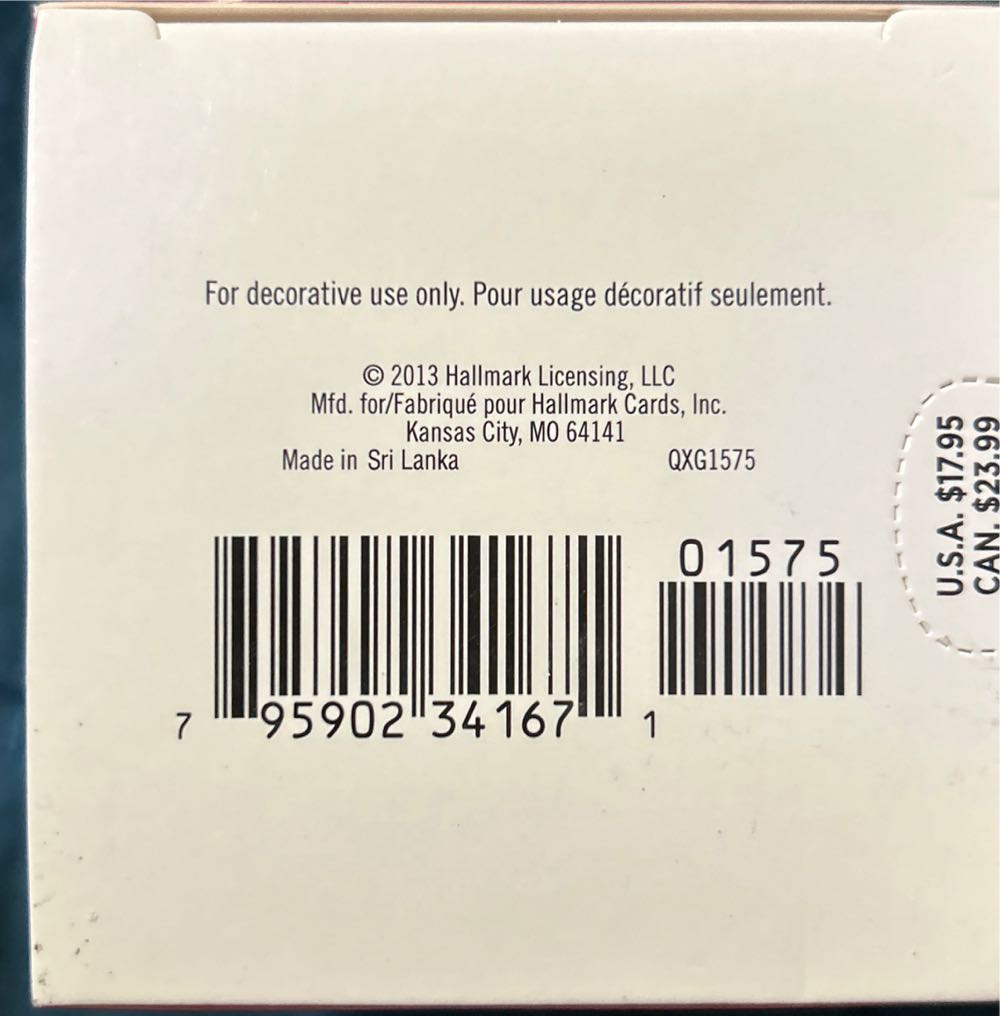 For decorative use only. Pour usage décoratif seulement.
© 2013 Hallmark Licensing, LLC
Mfd. for/Fabriqué pour Hallmark Cards, Inc.
Kansas City, MO 64141
Made in Sri Lanka QXG1575
01575
7 95902 34167 1
U.S.A. $17.95
CAN. $23.99